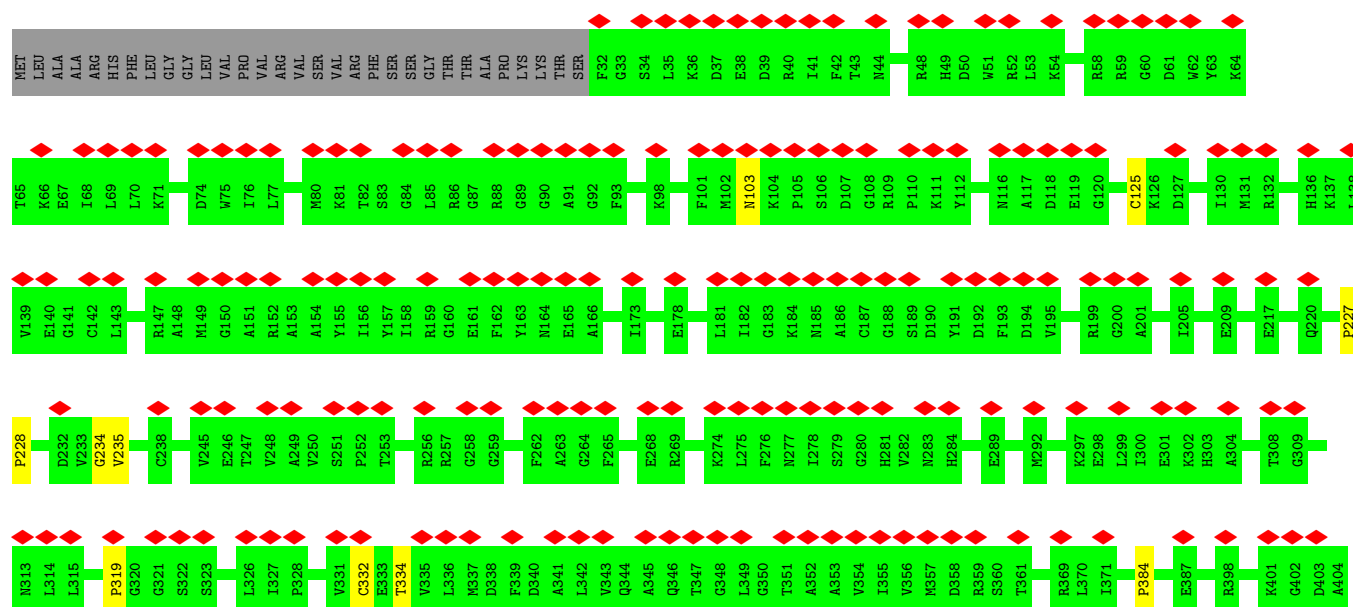 MET LEU ALA ALA ARG HIS PHE LEU GLY GLY LEU VAL PRO VAL ARG VAL SER VAL ARG PHE SER SER GLY THR THR ALA PRO LYS LYS THR SER F32 G33 S34 L35 K36 D37 E38 D39 R40 I41 F42 T43 N44 R48 H49 D50 W51 R52 L53 K54 R58 R59 G60 D61 W62 Y63 K64
T65 K66 E67 I68 L69 L70 K71 D74 W75 I76 L77 M80 K81 T82 S83 G84 L85 R86 G87 R88 G89 G90 A91 G92 F93 K98 F101 M102 N103 K104 P105 S106 D107 G108 R109 P110 K111 Y112 N116 A117 D118 E119 G120 C125 K126 D127 I130 M131 R132 H136 K137 L138
V139 E140 G141 C142 L143 R147 A148 M149 G150 A151 R152 A153 A154 Y155 I156 Y157 I158 R159 G160 E161 F162 Y163 N164 E165 A166 I173 E178 L181 I182 G183 K184 N185 A186 C187 G188 S189 D190 Y191 D192 F193 D194 V195 R199 G200 A201 I205 E209 E217 Q220 P227
P228 D232 V233 G234 V235 C238 V245 E246 T247 V248 A249 V250 S251 P252 T253 R256 R257 G258 G259 F262 A263 G264 F265 E268 R269 K274 L275 F276 N277 I278 S279 G280 H281 V282 N283 H284 E289 M292 K297 E298 L299 I300 E301 K302 H303 A304 T308 G309
N313 L314 L315 P319 G320 G321 S322 S323 L326 I327 P328 V331 C332 E333 T334 V335 L336 M337 D338 F339 D340 A341 L342 V343 Q344 A345 Q346 T347 G348 L349 G350 T351 A352 A353 V354 I355 V356 M357 D358 R359 S360 T361 R369 L370 I371 P384 E387 R398 K401 G402 D403 A404